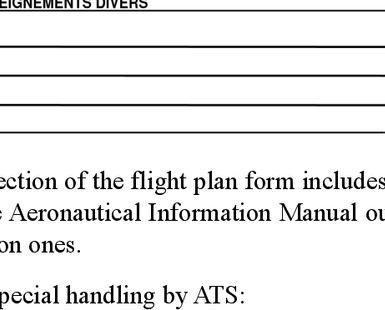 EIGNEMENTS DIVERS
ection of the flight plan form includes
e Aeronautical Information Manual ou
on ones.
pecial handling by ATS: